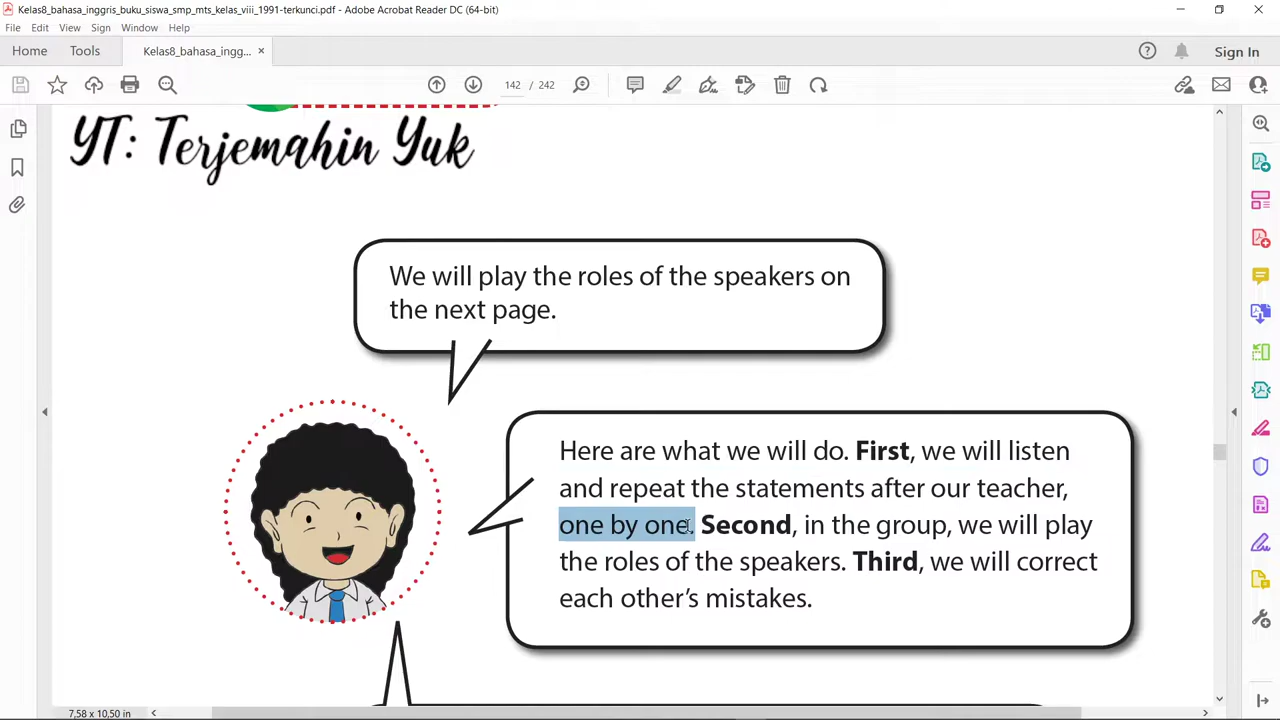 Kelas8_bahasa_inggris_buku_siswa_smp_mts_kelas_viii_1991-terkunci.pdf - Adobe Acrobat Reader DC (64-bit)
File Edit View Sign Window Help
Home Tools Kelas8_bahasa_ingg... × Sign In
142 / 242
YT: Terjemahin Yuk
We will play the roles of the speakers on
the next page.
Here are what we will do. First, we will listen
and repeat the statements after our teacher,
one by one. Second, in the group, we will play
the roles of the speakers. Third, we will correct
each other's mistakes.
7,58 x 10,50 in